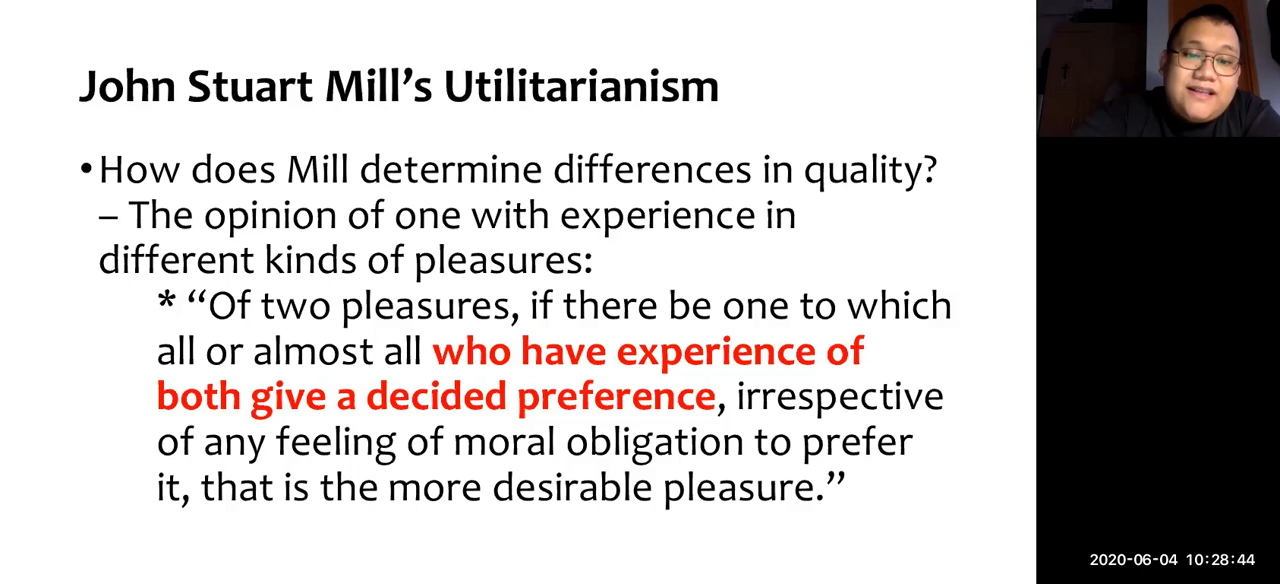 John Stuart Mill’s Utilitarianism
•How does Mill determine differences in quality?
– The opinion of one with experience in
different kinds of pleasures:
* “Of two pleasures, if there be one to which
all or almost all who have experience of
both give a decided preference, irrespective
of any feeling of moral obligation to prefer
it, that is the more desirable pleasure.”
2020-06-04 10:28:44